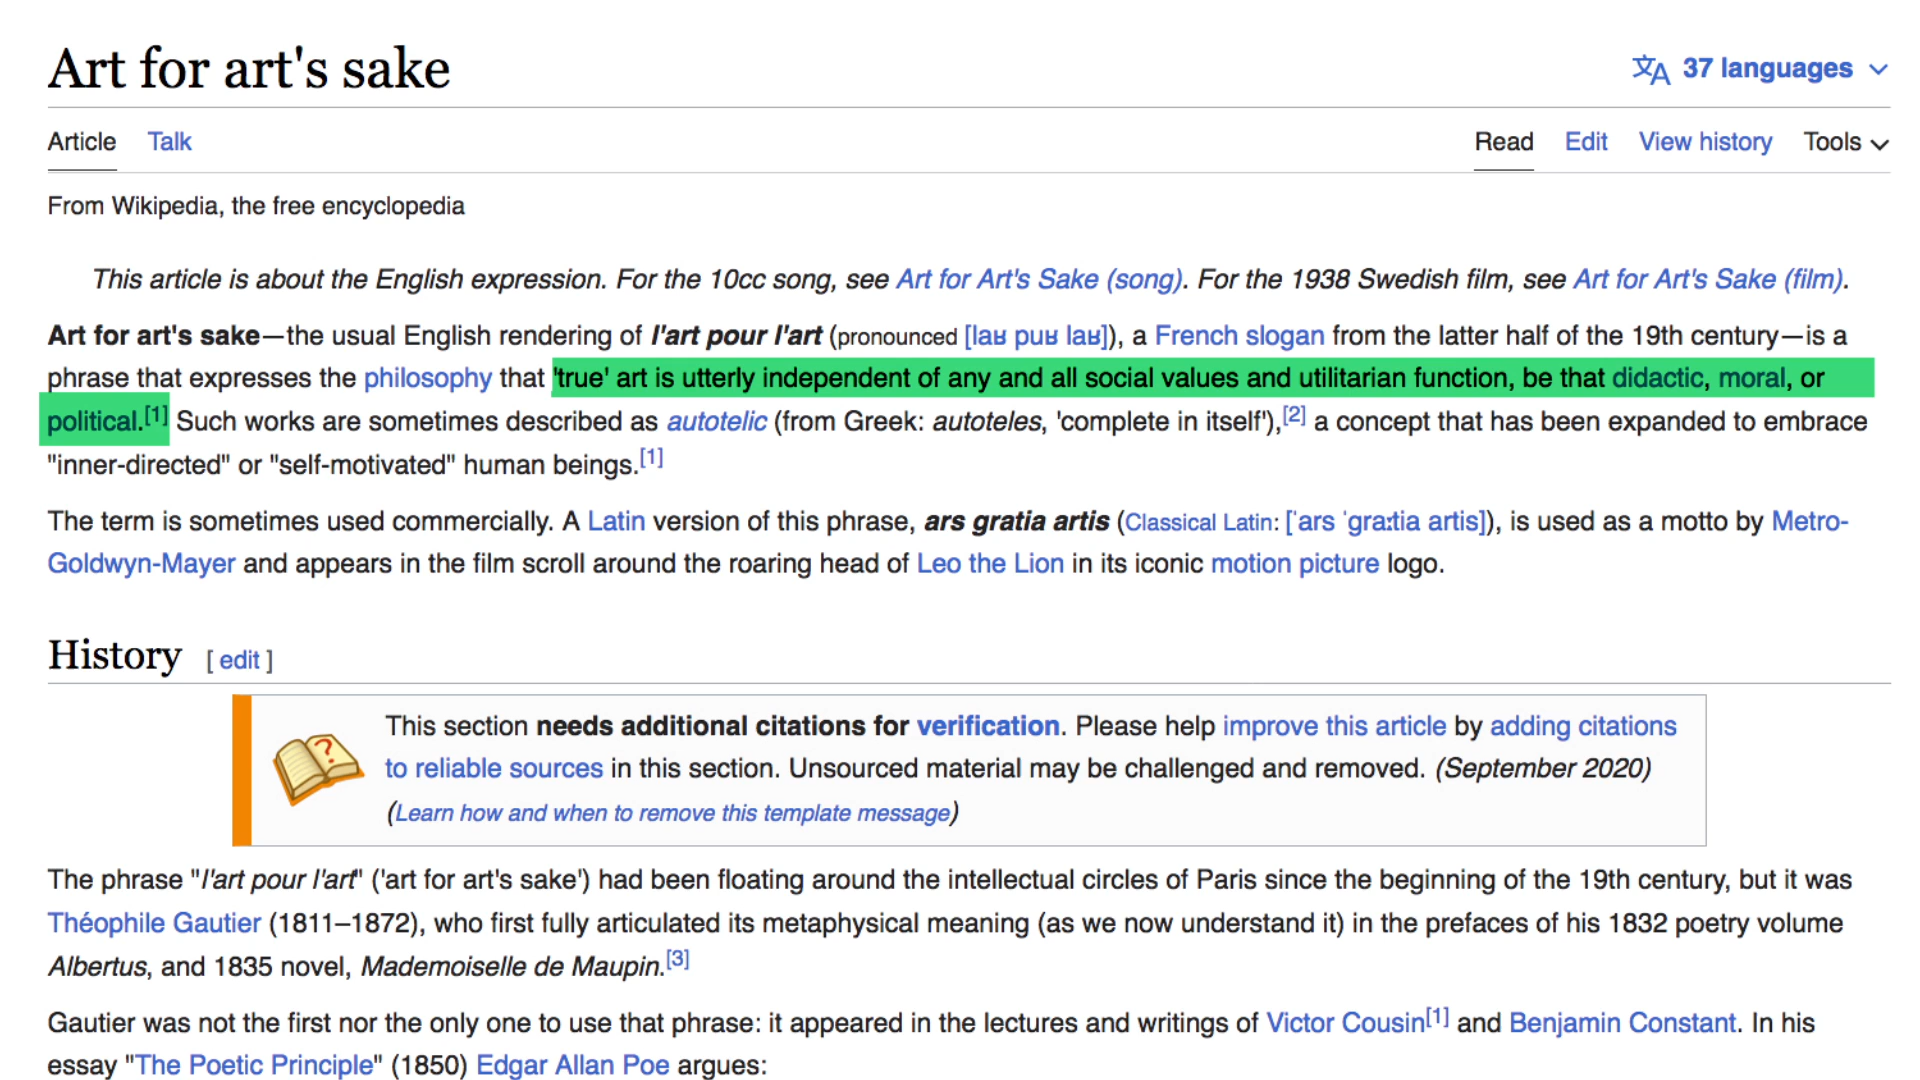 Art for art's sake
37 languages
Article Talk Read Edit View history Tools
From Wikipedia, the free encyclopedia
This article is about the English expression. For the 10cc song, see Art for Art's Sake (song). For the 1938 Swedish film, see Art for Art's Sake (film).
Art for art's sake—the usual English rendering of l'art pour l'art (pronounced [laʁ puʁ laʁ]), a French slogan from the latter half of the 19th century—is a
phrase that expresses the philosophy that 'true' art is utterly independent of any and all social values and utilitarian function, be that didactic, moral, or
political.[1] Such works are sometimes described as autotelic (from Greek: autoteles, 'complete in itself'),[2] a concept that has been expanded to embrace
"inner-directed" or "self-motivated" human beings.[1]
The term is sometimes used commercially. A Latin version of this phrase, ars gratia artis (Classical Latin: [ˈars ˈɡraːtia artis]), is used as a motto by Metro-
Goldwyn-Mayer and appears in the film scroll around the roaring head of Leo the Lion in its iconic motion picture logo.
History [ edit ]
This section needs additional citations for verification. Please help improve this article by adding citations
to reliable sources in this section. Unsourced material may be challenged and removed. (September 2020)
(Learn how and when to remove this template message)
The phrase "l'art pour l'art" ('art for art's sake') had been floating around the intellectual circles of Paris since the beginning of the 19th century, but it was
Théophile Gautier (1811–1872), who first fully articulated its metaphysical meaning (as we now understand it) in the prefaces of his 1832 poetry volume
Albertus, and 1835 novel, Mademoiselle de Maupin.[3]
Gautier was not the first nor the only one to use that phrase: it appeared in the lectures and writings of Victor Cousin[1] and Benjamin Constant. In his
essay "The Poetic Principle" (1850) Edgar Allan Poe argues: